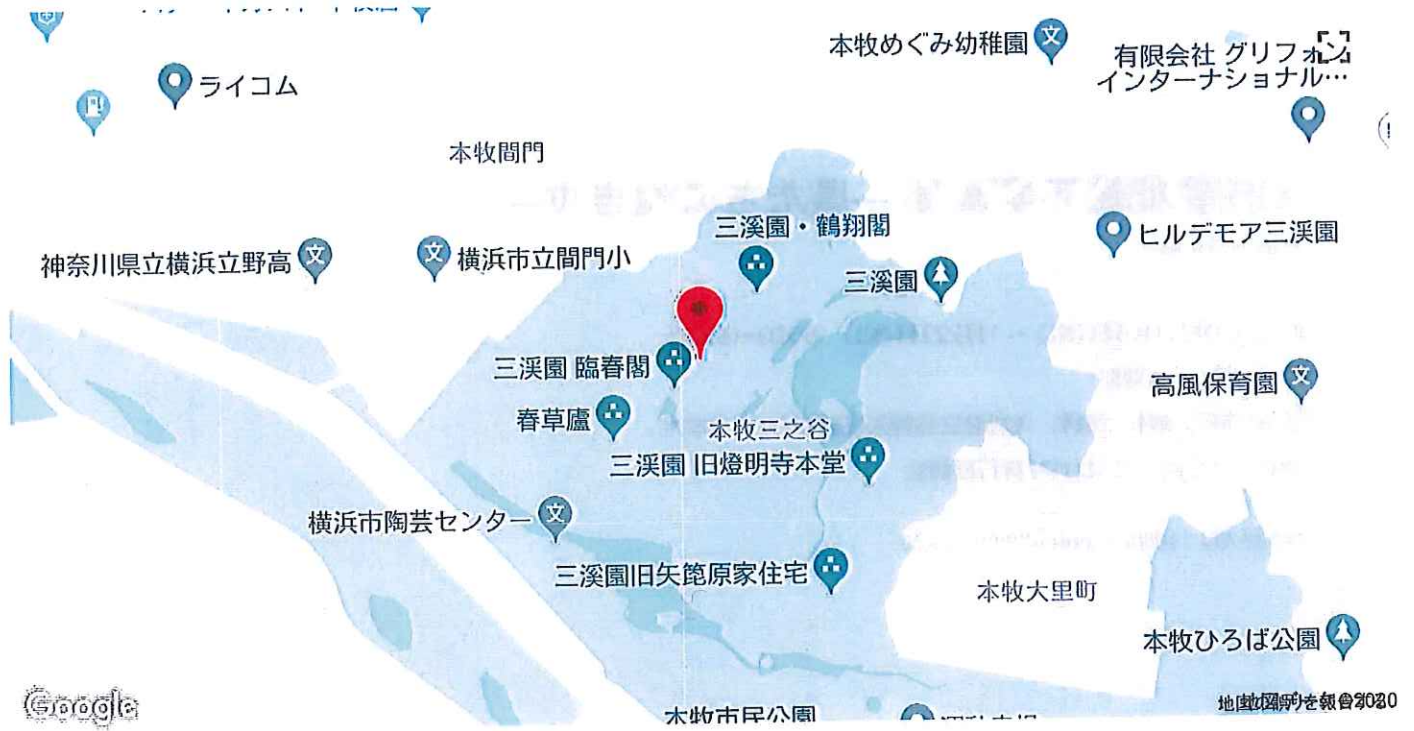 本牧めぐみ幼稚園
有限会社 グリフォン
インターナショナル…
ライコム
本牧間門
三溪園・鶴翔閣
ヒルデモア三溪園
神奈川県立横浜立野高
横浜市立間門小
三溪園
三溪園 臨春閣
高風保育園
春草廬
本牧三之谷
三溪園 旧燈明寺本堂
横浜市陶芸センター
三溪園旧矢箆原家住宅
本牧大里町
本牧ひろば公園
Google
本牧市民公園